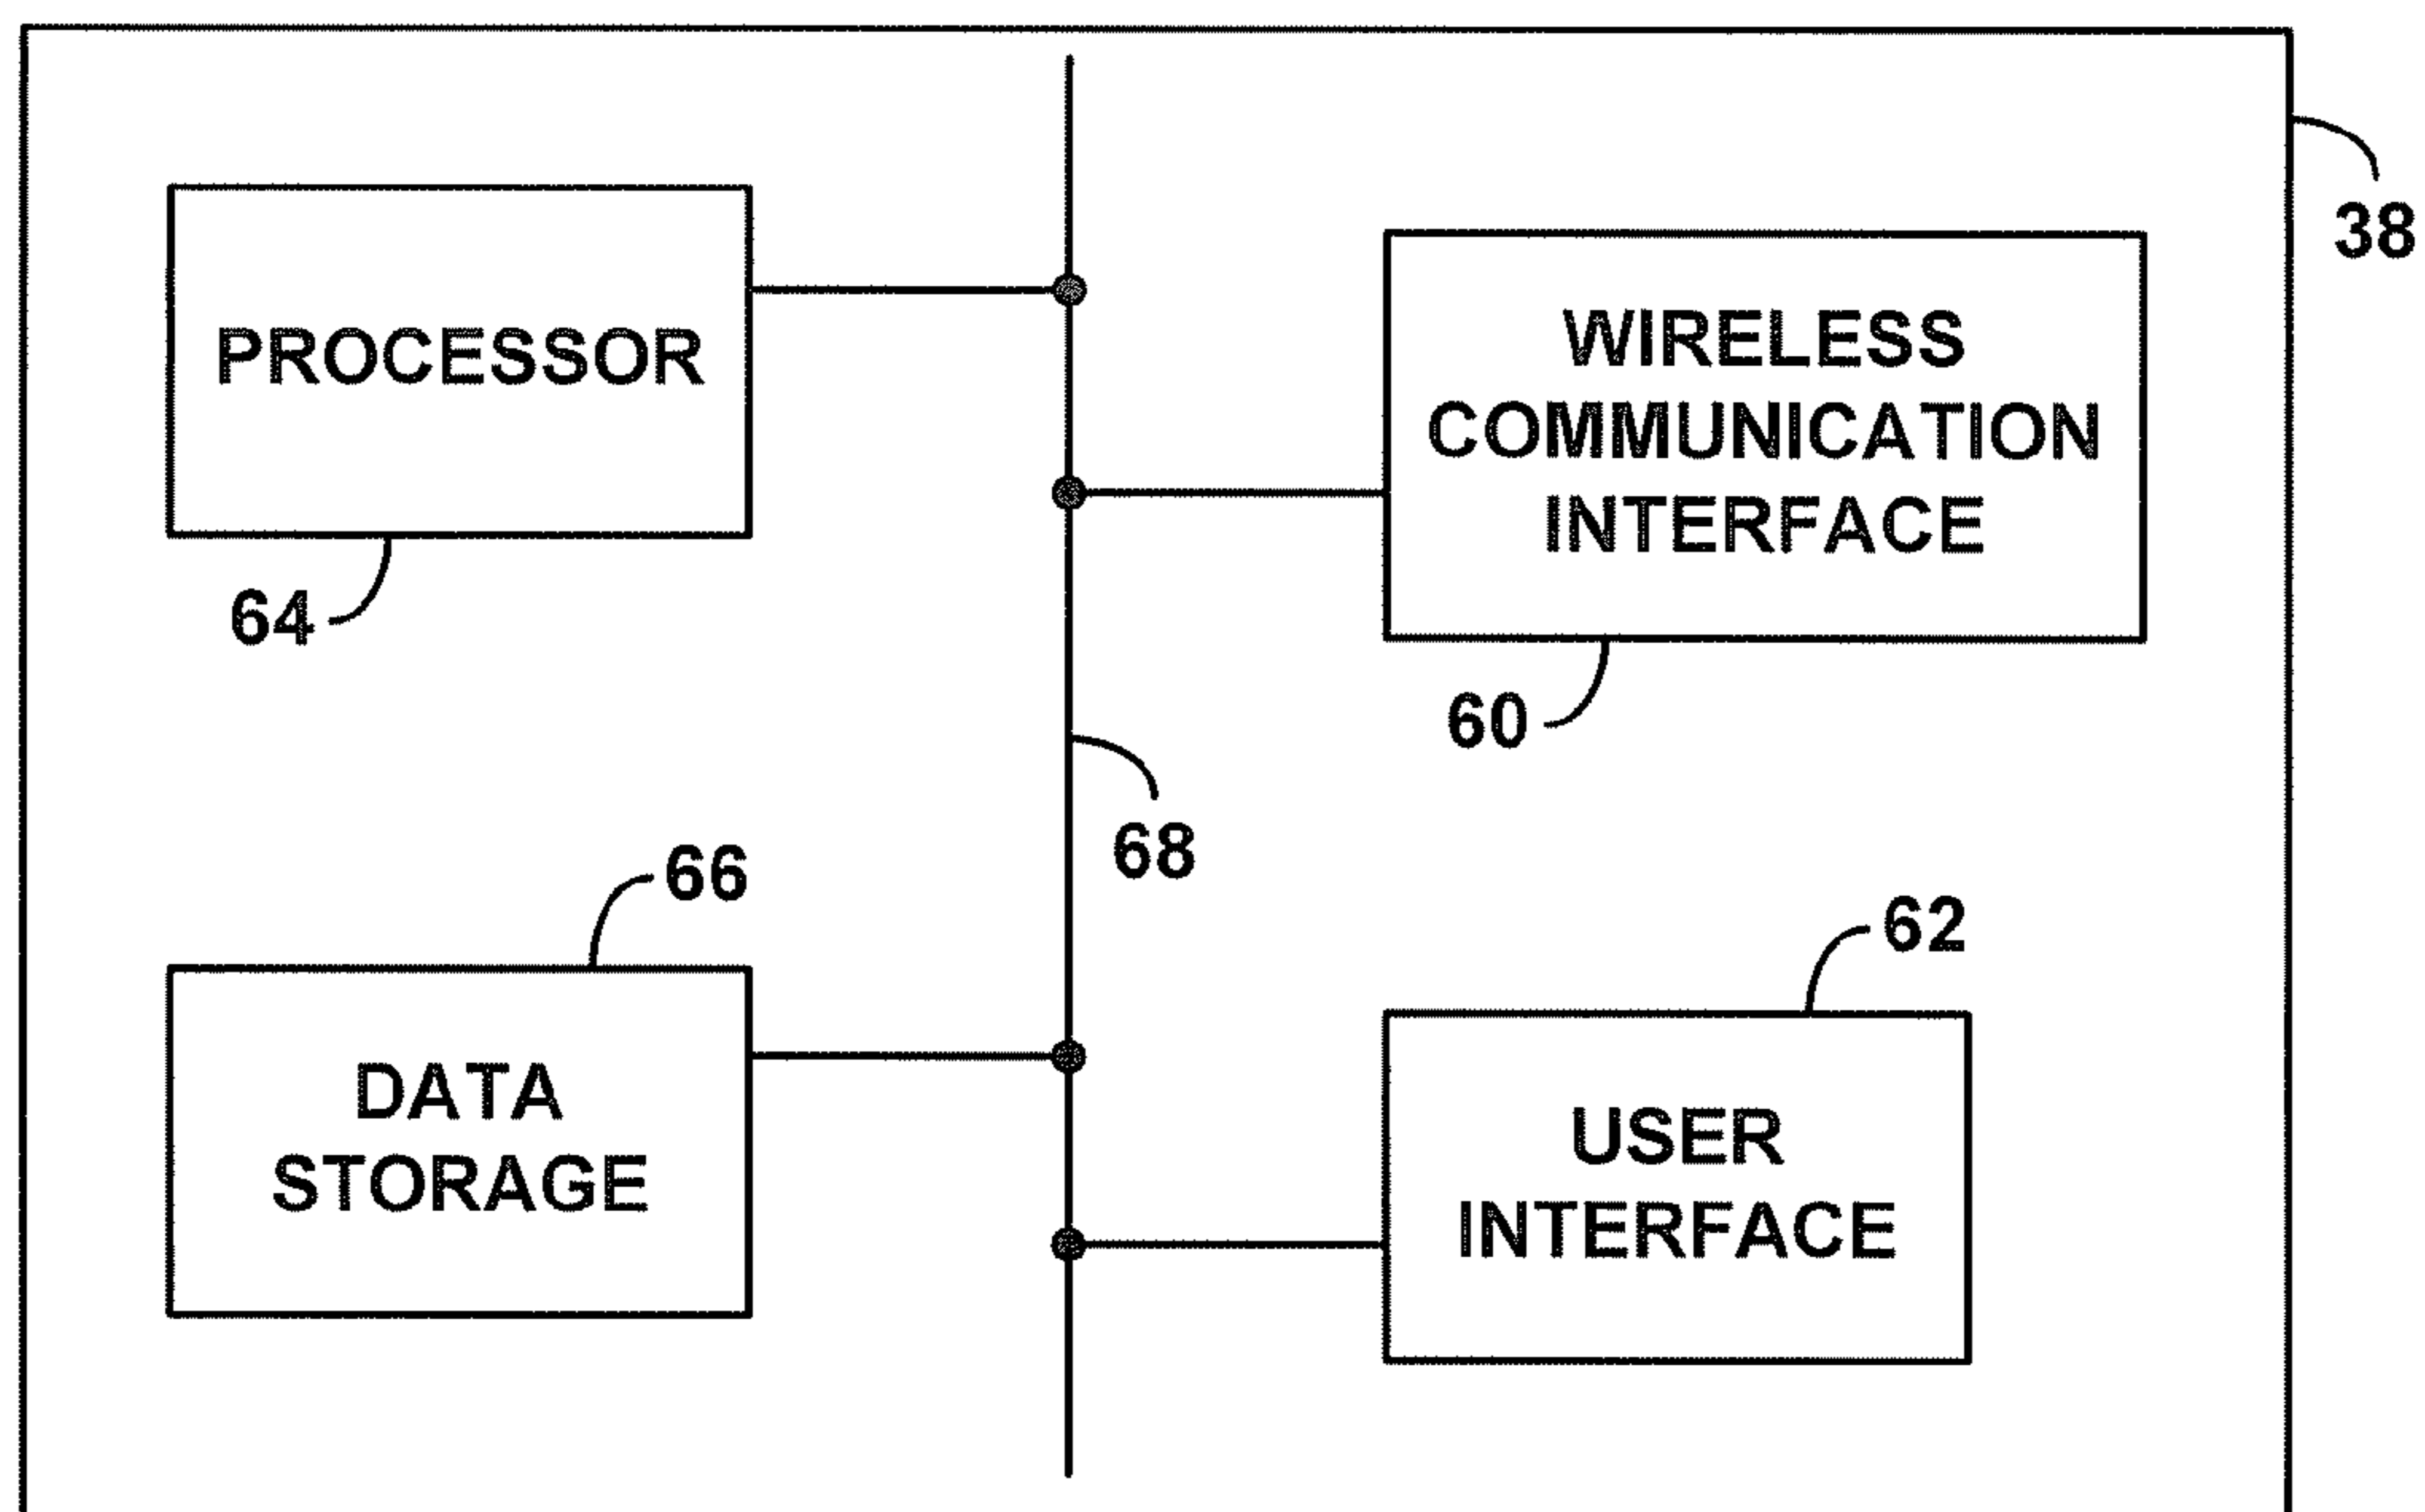 38
PROCESSOR
64
WIRELESS
COMMUNICATION
INTERFACE
60
68
66
DATA
STORAGE
62
USER
INTERFACE